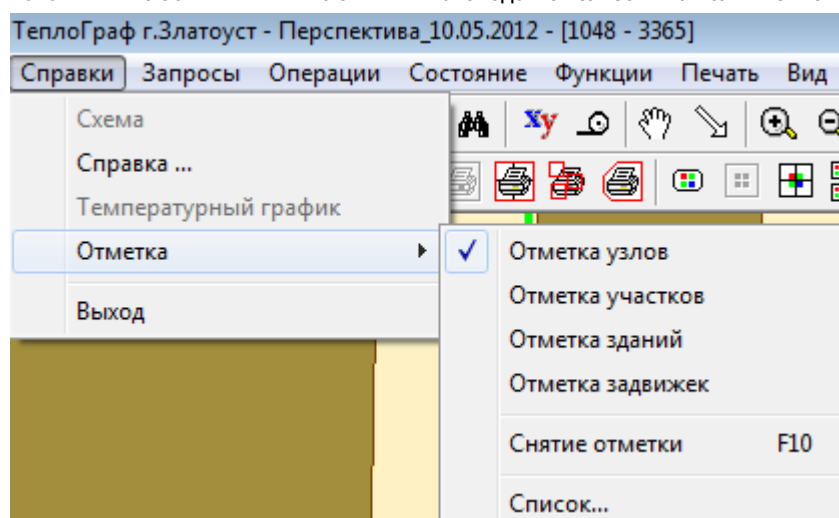 ТеплоГраф г.Златоуст - Перспектива_10.05.2012 - [1048 - 3365]
Справки Запросы Операции Состояние Функции Печать Вид
Схема
xy
Справка ...
Температурный график
Отметка
Отметка узлов
Отметка участков
Выход
Отметка зданий
Отметка задвижек
Снятие отметки F10
Список...